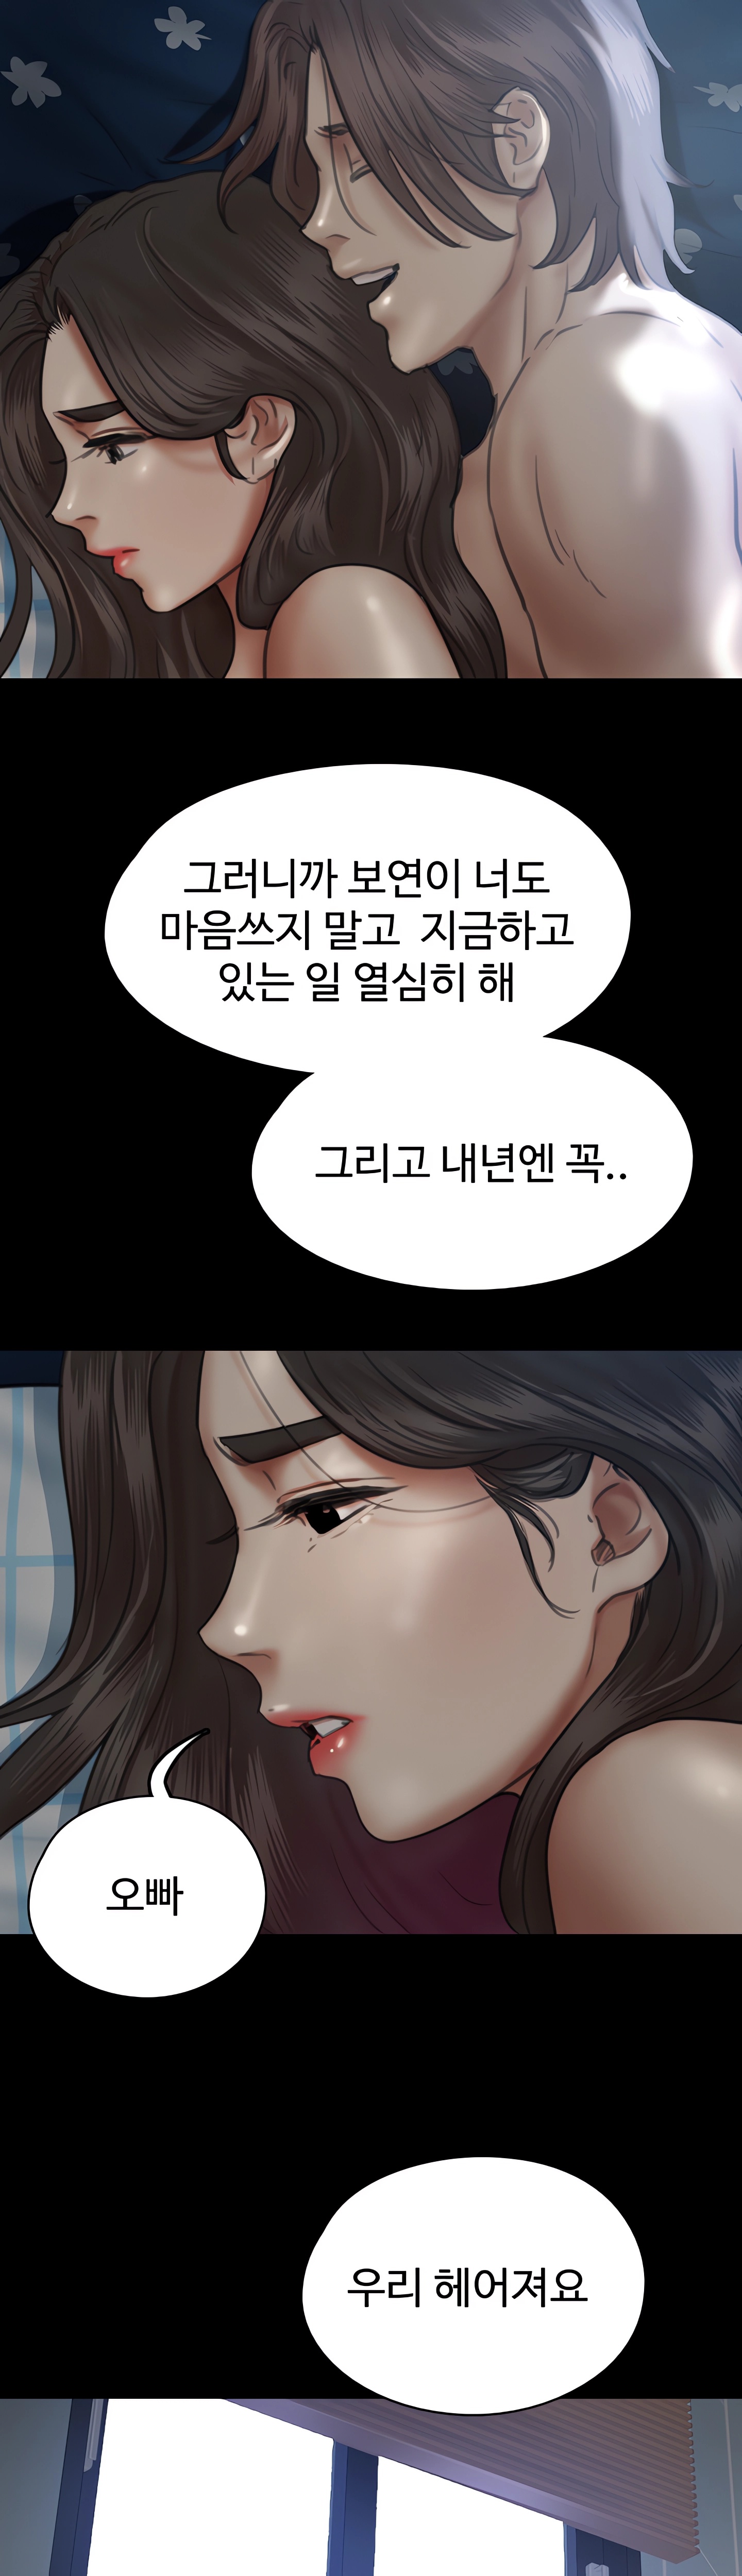 그러니까 보연이 너도
마음쓰지 말고 지금하고
있는 일 열심히 해
그리고 내년엔 꼭..
오빠
우리 헤어져요